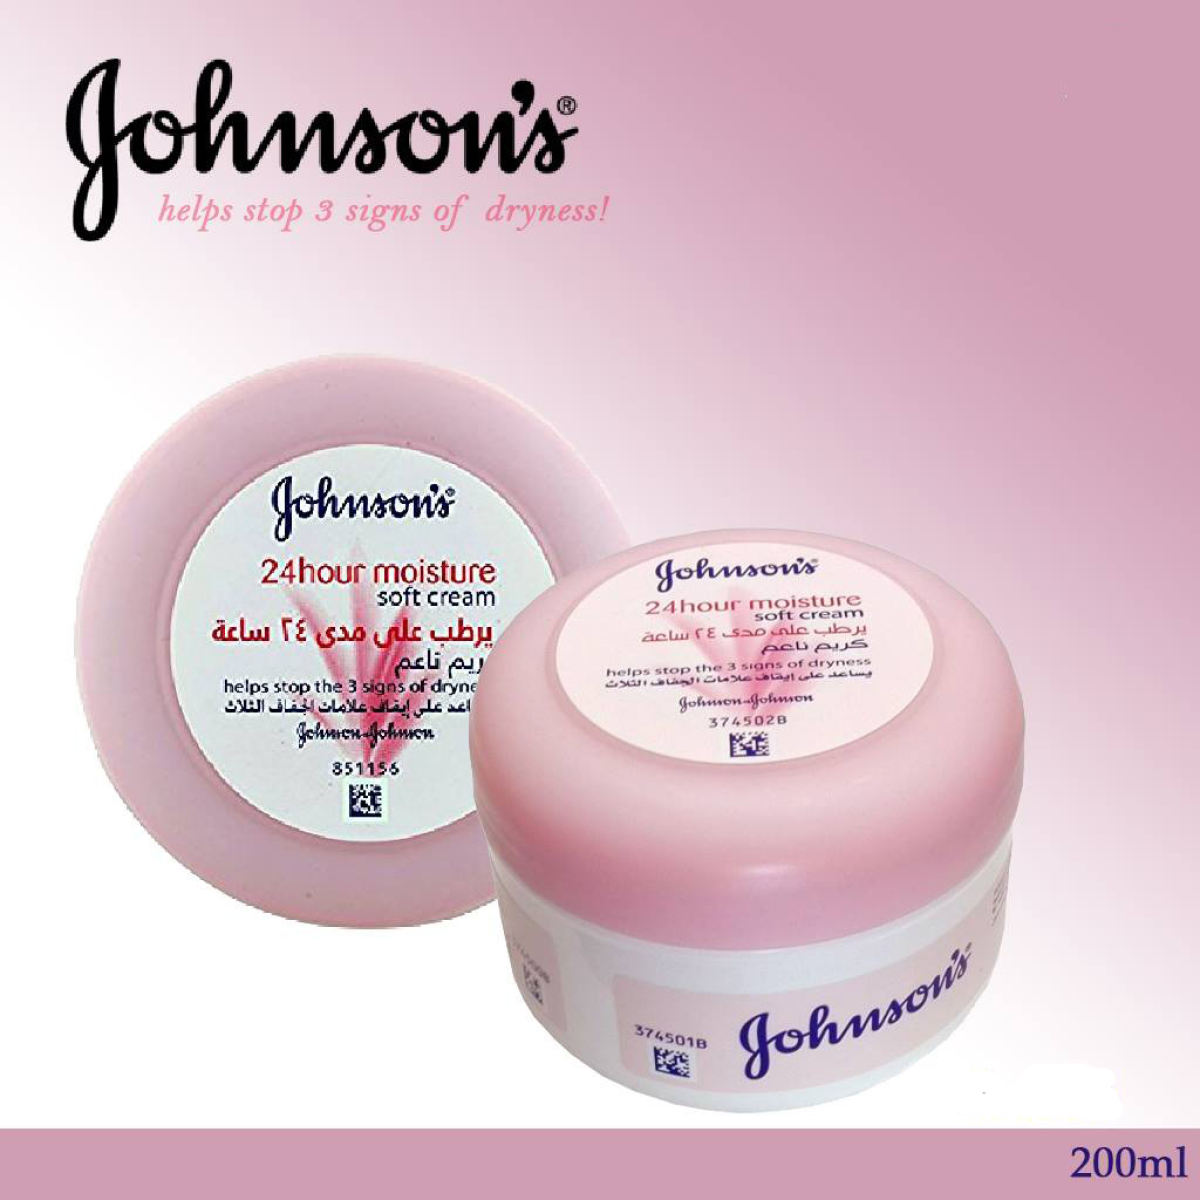 Johnson's®
helps stop 3 signs of dryness!
Johnson's®
24hour moisture
soft cream
يرطب على مدى ٢٤ ساعة
كريم ناعم
helps stop the 3 signs of dryne
على إيقاف علامات الجفاف الثلاث
Johnson-Johnson
851156
Johnson's®
24hour moisture
soft cream
يرطب على مدى ٢٤ ساعة
كريم ناعم
helps stop the 3 signs of dryness
يساعد على إيقاف علامات الجفاف الثلاث
Johnson-Johnson
374502B
374501B
Johnson's®
200ml